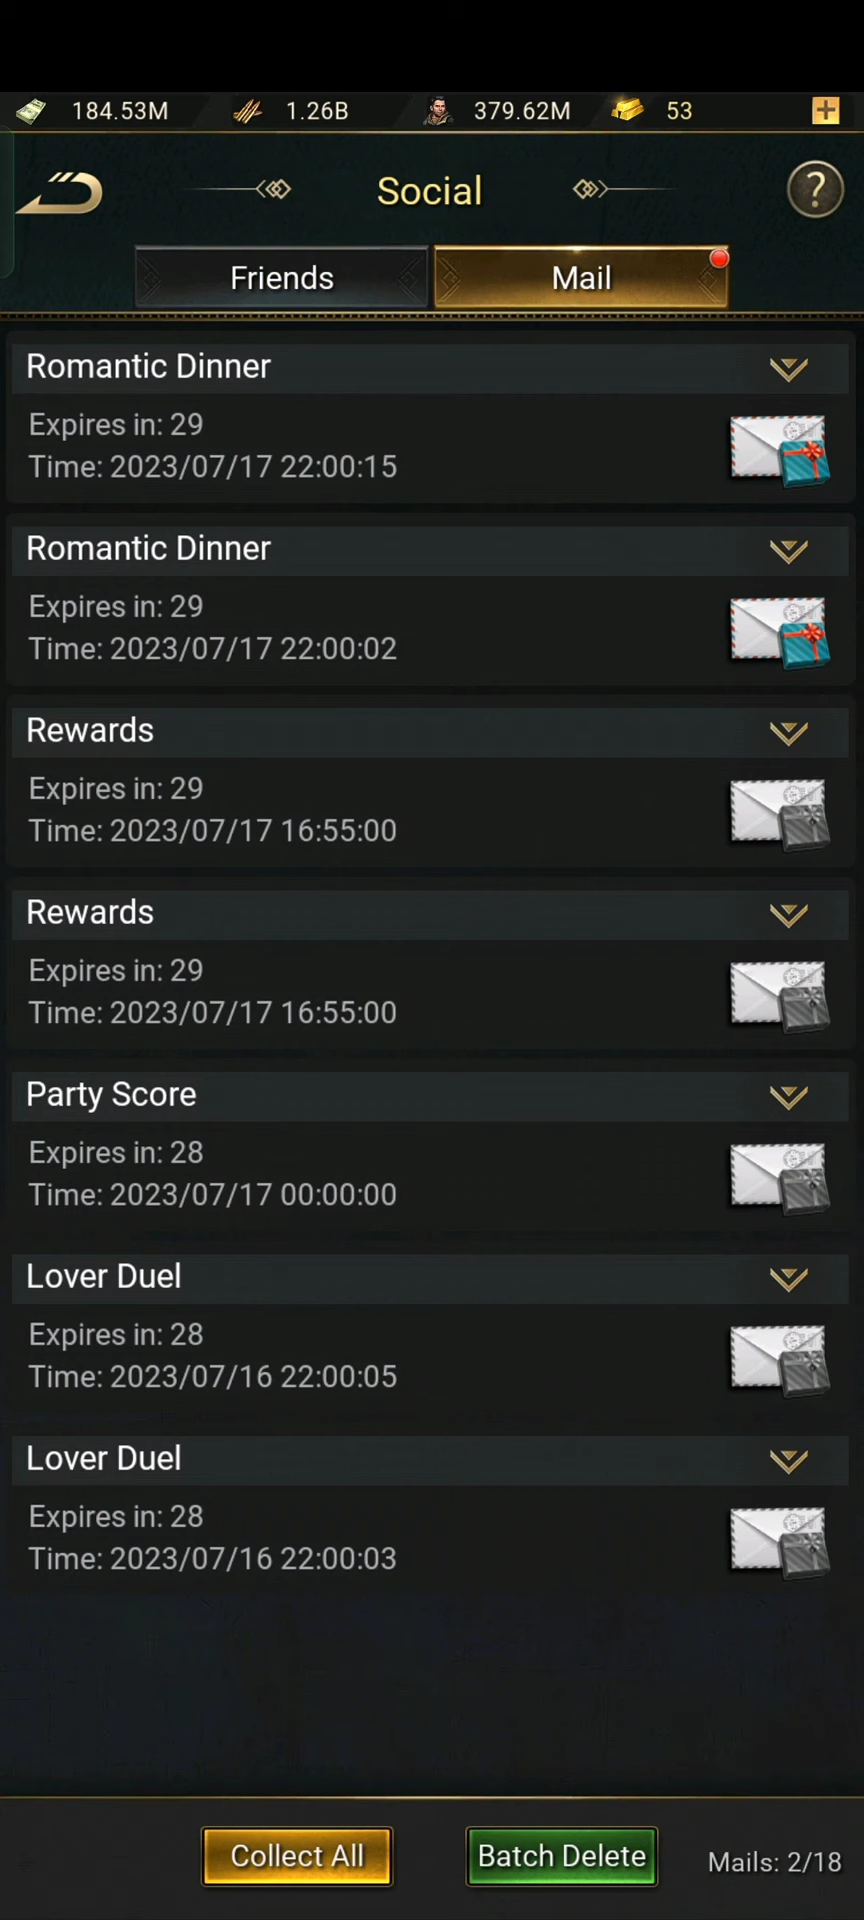 184.53M 1.26B 379.62M 53
Social
?
Friends Mail
Romantic Dinner
Expires in: 29
Time: 2023/07/17 22:00:15
Romantic Dinner
Expires in: 29
Time: 2023/07/17 22:00:02
Rewards
Expires in: 29
Time: 2023/07/17 16:55:00
Rewards
Expires in: 29
Time: 2023/07/17 16:55:00
Party Score
Expires in: 28
Time: 2023/07/17 00:00:00
Lover Duel
Expires in: 28
Time: 2023/07/16 22:00:05
Lover Duel
Expires in: 28
Time: 2023/07/16 22:00:03
Collect All Batch Delete Mails: 2/18